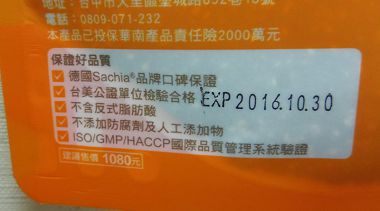 地址:台中市大里區聖城路652巷48號
電話:0809-071-232
本產品已投保華南產品責任險2000萬元
保證好品質
德國Sachia®品牌口碑保證
台美公證單位檢驗合格 EXP 2016.10.30
不含反式脂肪酸
不添加防腐劑及人工添加物
ISO/GMP/HACCP國際品質管理系統驗證
建議售價 1080元